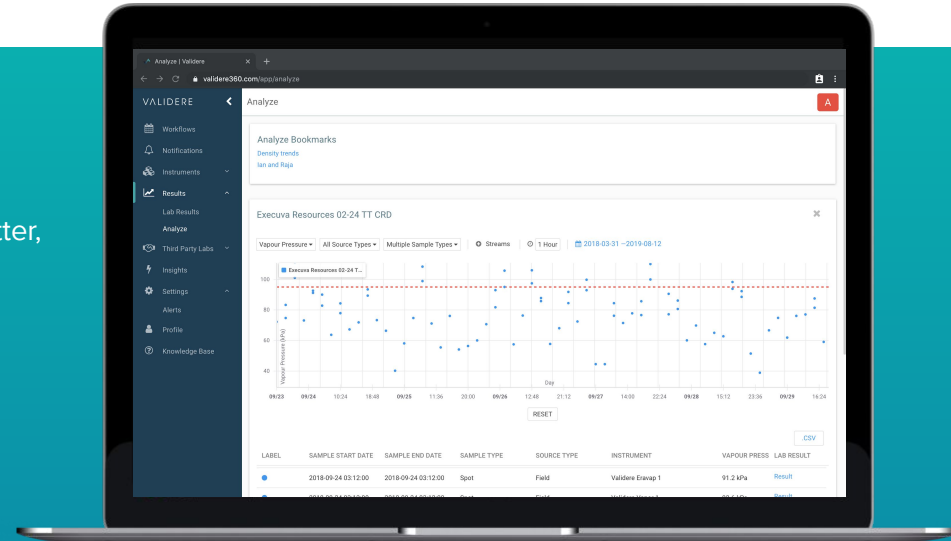 Analyze | Validere
validere360.com/app/analyze
VALIDERE
Analyze
A
Workflows
Notifications
Instruments
Results
Lab Results
Analyze
Third Party Labs
Insights
Settings
Alerts
Profile
Knowledge Base
Analyze Bookmarks
Density trends
Ian and Raja
Execuva Resources 02-24 TT CRD
Vapour Pressure All Source Types Multiple Sample Types Streams 1 Hour 2018-03-31 –2019-08-12
Execuva Resources 02-24 T...
100
80
60
40
Vapour Pressure (kPa)
Day
09/23 09/24 10:24 18:48 09/25 11:36 20:00 09/26 12:48 21:12 09/27 14:00 22:24 09/28 15:12 23:36 09/29 16:24
RESET
.CSV
LABEL SAMPLE START DATE SAMPLE END DATE SAMPLE TYPE SOURCE TYPE INSTRUMENT VAPOUR PRESS LAB RESULT
2018-09-24 03:12:00 2018-09-24 03:12:00 Spot Field Validere Eravap 1 91.2 kPa Result